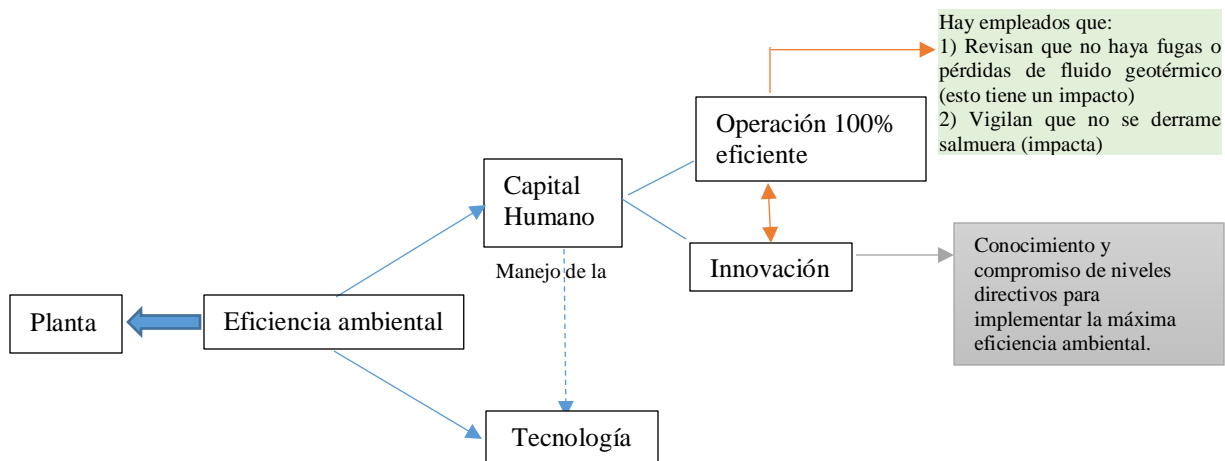 Hay empleados que:
1) Revisan que no haya fugas o
pérdidas de fluido geotérmico
(esto tiene un impacto)
2) Vigilan que no se derrame
salmuera (impacta)
Operación 100%
eficiente
Capital
Humano
Manejo de la
Innovación
Conocimiento y
compromiso de niveles
directivos para
implementar la máxima
eficiencia ambiental.
Planta
Eficiencia ambiental
Tecnología